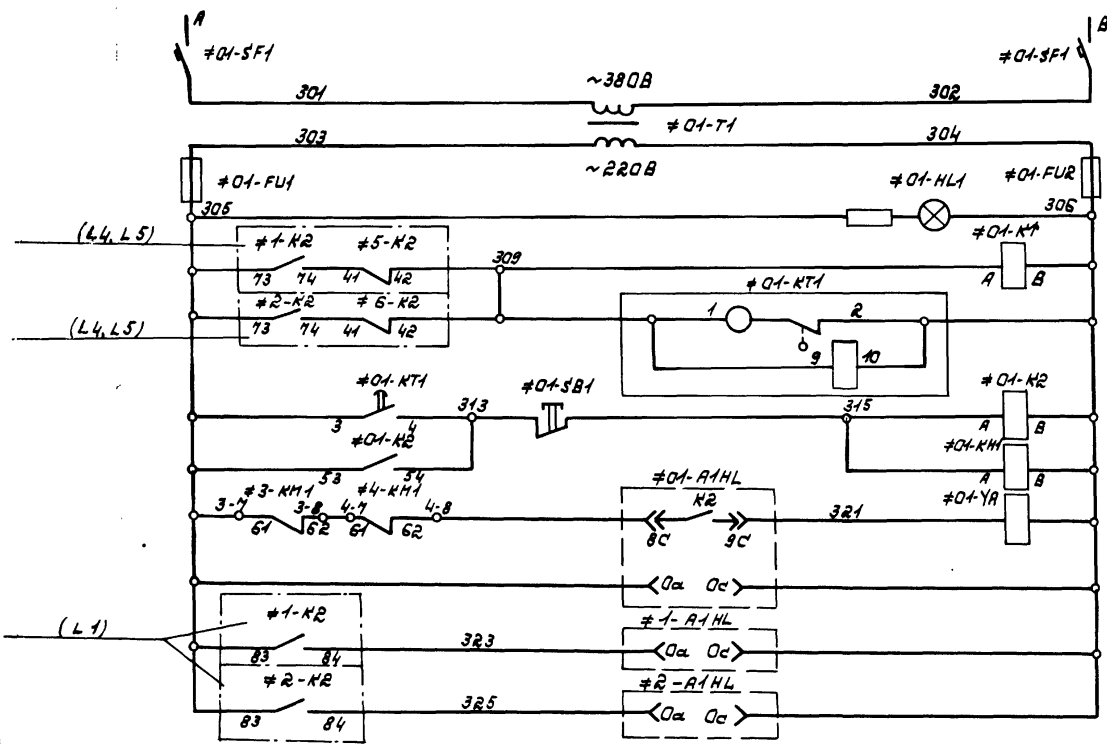 A
B
≠01-SF1
≠01-SF1
~380В
301
302
≠01-T1
303
304
~220В
≠01-FU1
≠01-HL1
≠01-FU2
305
306
(L4, L5)
≠1-K2
≠5-K2
309
≠01-K1
73
74
41
42
A
B
≠2-K2
≠6-K2
≠01-KT1
73
74
41
42
1
2
(L4, L5)
9
10
≠01-KT1
≠01-SB1
≠01-K2
3
4
313
315
A
B
≠01-K2
≠01-KM1
53
54
A
B
≠3-KM1
≠4-KM1
≠01-A1HL
≠01-YA
3-7
3-8
4-7
4-8
K2
321
61
62
61
62
8C
9C
0a
0c
≠1-K2
≠1-A1HL
(L1)
83
84
323
0a
0c
≠2-K2
≠2-A1HL
83
84
325
0a
0c